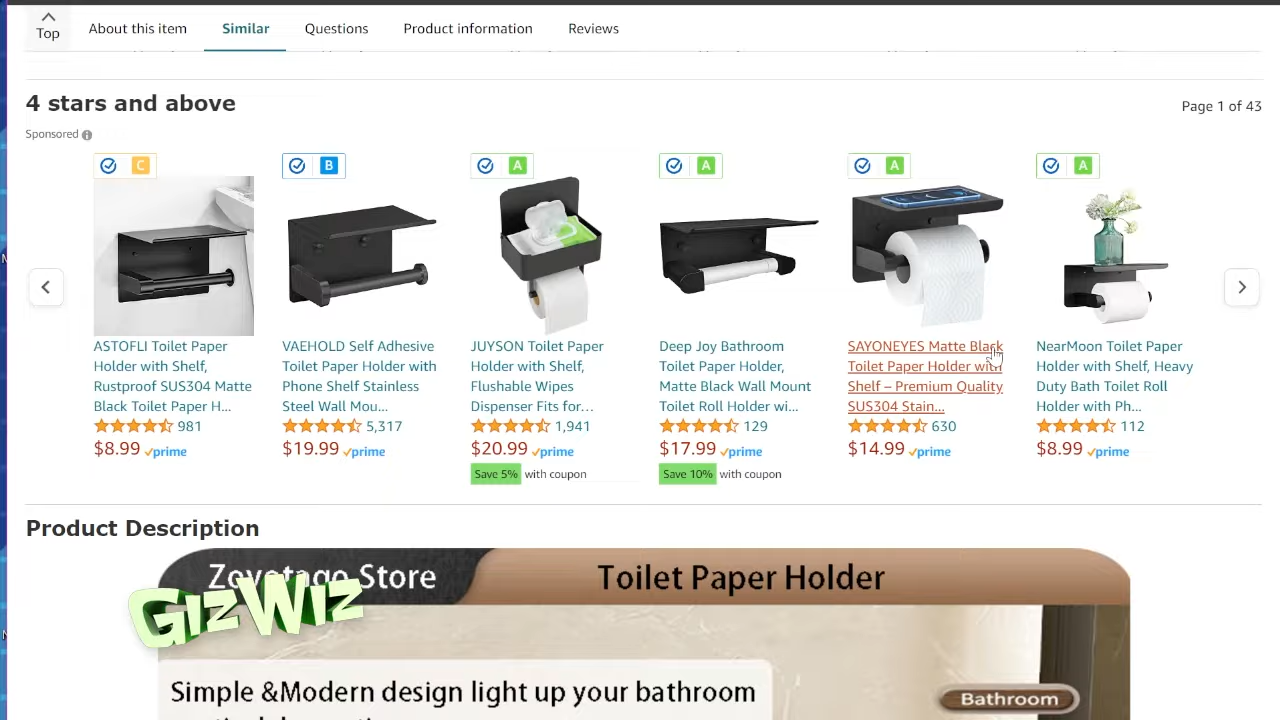 Top
About this item
Similar
Questions
Product information
Reviews
4 stars and above
Page 1 of 43
Sponsored
C
B
A
A
A
A
ASTOFLI Toilet Paper
Holder with Shelf,
Rustproof SUS304 Matte
Black Toilet Paper H...
981
$8.99 prime
VAEHOLD Self Adhesive
Toilet Paper Holder with
Phone Shelf Stainless
Steel Wall Mou...
5,317
$19.99 prime
JUYSON Toilet Paper
Holder with Shelf,
Flushable Wipes
Dispenser Fits for...
1,941
$20.99 prime
Save 5% with coupon
Deep Joy Bathroom
Toilet Paper Holder,
Matte Black Wall Mount
Toilet Roll Holder wi...
129
$17.99 prime
Save 10% with coupon
SAYONEYES Matte Black
Toilet Paper Holder with
Shelf – Premium Quality
SUS304 Stain...
630
$14.99 prime
NearMoon Toilet Paper
Holder with Shelf, Heavy
Duty Bath Toilet Roll
Holder with Ph...
112
$8.99 prime
Product Description
Store
Toilet Paper Holder
GizWiz
Simple &Modern design light up your bathroom
Bathroom